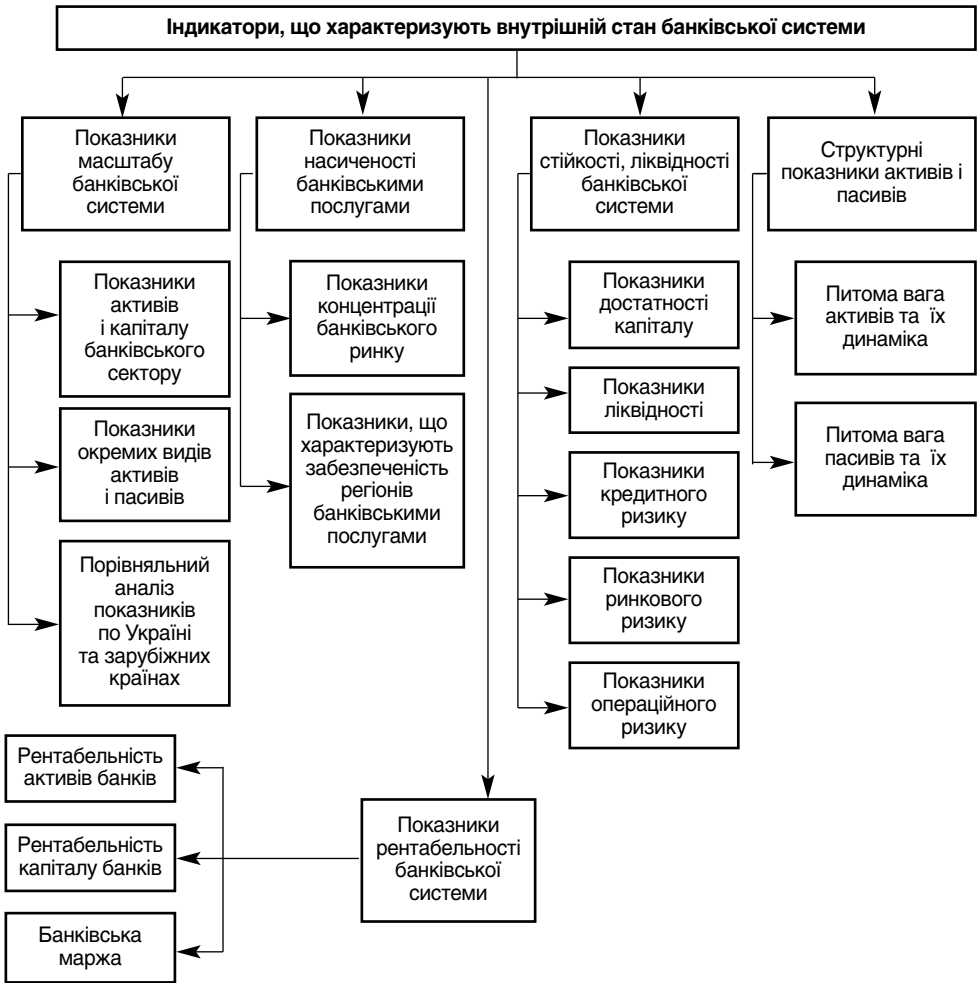 Індикатори, що характеризують внутрішній стан банківської системи
Показники
масштабу
банківської
системи
Показники
насиченості
банківськими
послугами
Показники
стійкості, ліквідності
банківської
системи
Структурні
показники активів і
пасивів
Показники
активів
і капіталу
банківського
сектору
Показники
окремих видів
активів
і пасивів
Порівняльний
аналіз
показників
по Україні
та зарубіжних
країнах
Показники
концентрації
банківського
ринку
Показники, що
характеризують
забезпеченість
регіонів
банківськими
послугами
Показники
достатності
капіталу
Показники
ліквідності
Показники
кредитного
ризику
Показники
ринкового
ризику
Показники
операційного
ризику
Питома вага
активів та їх
динаміка
Питома вага
пасивів та їх
динаміка
Показники
рентабельності
банківської
системи
Рентабельність
активів банків
Рентабельність
капіталу банків
Банківська
маржа